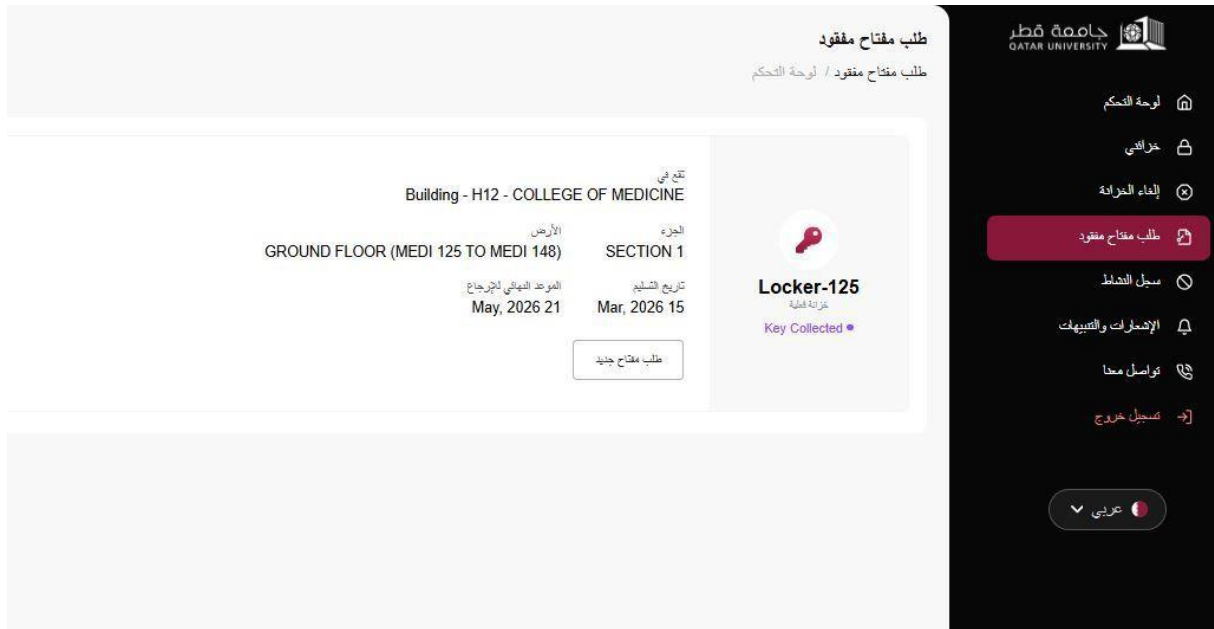 جامعة قطر
QATAR UNIVERSITY
لوحة التحكم
خزائني
إلغاء الخزانة
طلب مفتاح مفقود
سجل النشاط
الإشعارات والتنبيهات
تواصل معنا
تسجيل خروج
عربي
طلب مفتاح مفقود
طلب مفتاح مفقود / لوحة التحكم
Locker-125
خزانة فعلية
Key Collected
تقع في
Building - H12 - COLLEGE OF MEDICINE
الجزء الأرض
SECTION 1 GROUND FLOOR (MEDI 125 TO MEDI 148)
تاريخ التسليم الموعد النهائي للإرجاع
Mar, 2026 15 May, 2026 21
طلب مفتاح جديد